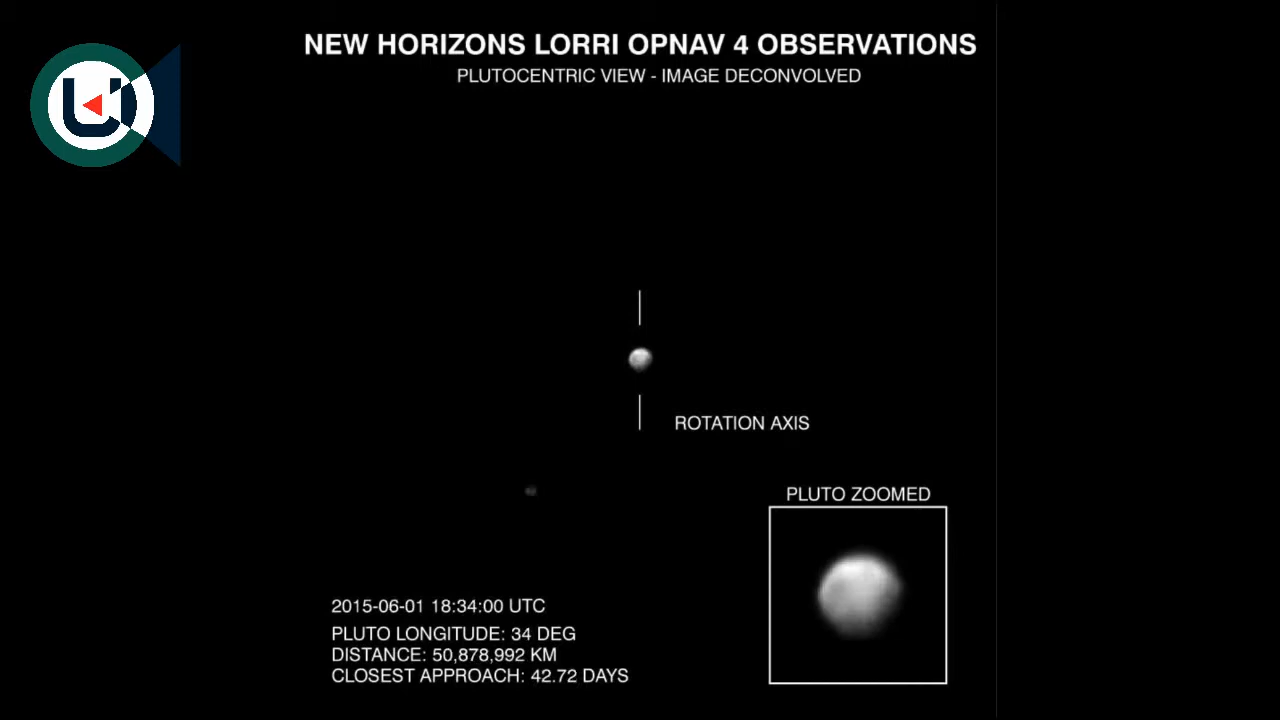 NEW HORIZONS LORRI OPNAV 4 OBSERVATIONS
PLUTOCENTRIC VIEW - IMAGE DECONVOLVED
ROTATION AXIS
PLUTO ZOOMED
2015-06-01 18:34:00 UTC
PLUTO LONGITUDE: 34 DEG
DISTANCE: 50,878,992 KM
CLOSEST APPROACH: 42.72 DAYS